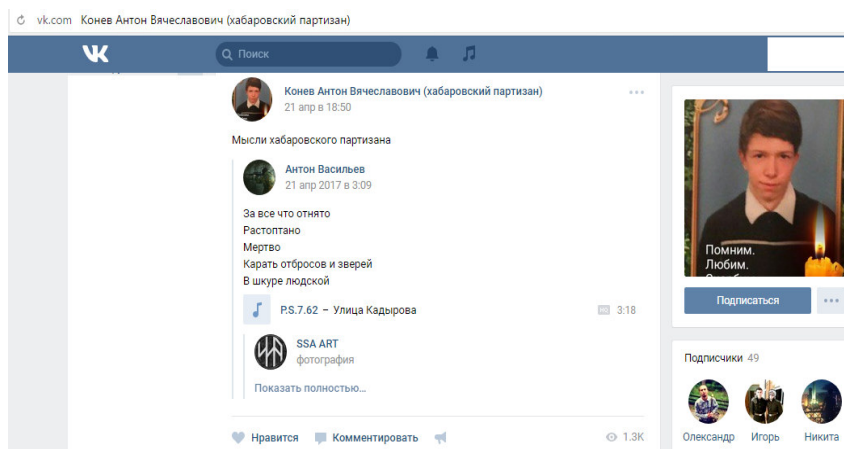 vk.com Конев Антон Вячеславович (хабаровский партизан)
Поиск
Конев Антон Вячеславович (хабаровский партизан)
21 апр в 18:50
Мысли хабаровского партизана
Антон Васильев
21 апр 2017 в 3:09
За все что отнято
Растоптано
Мертво
Карать отбросов и зверей
В шкуре людской
P.S.7.62 – Улица Кадырова
HQ 3:18
SSA ART
фотография
Показать полностью...
Нравится Комментировать 1.3K
Помним.
Любим.
Подписаться
Подписчики 49
Олександр Игорь Никита